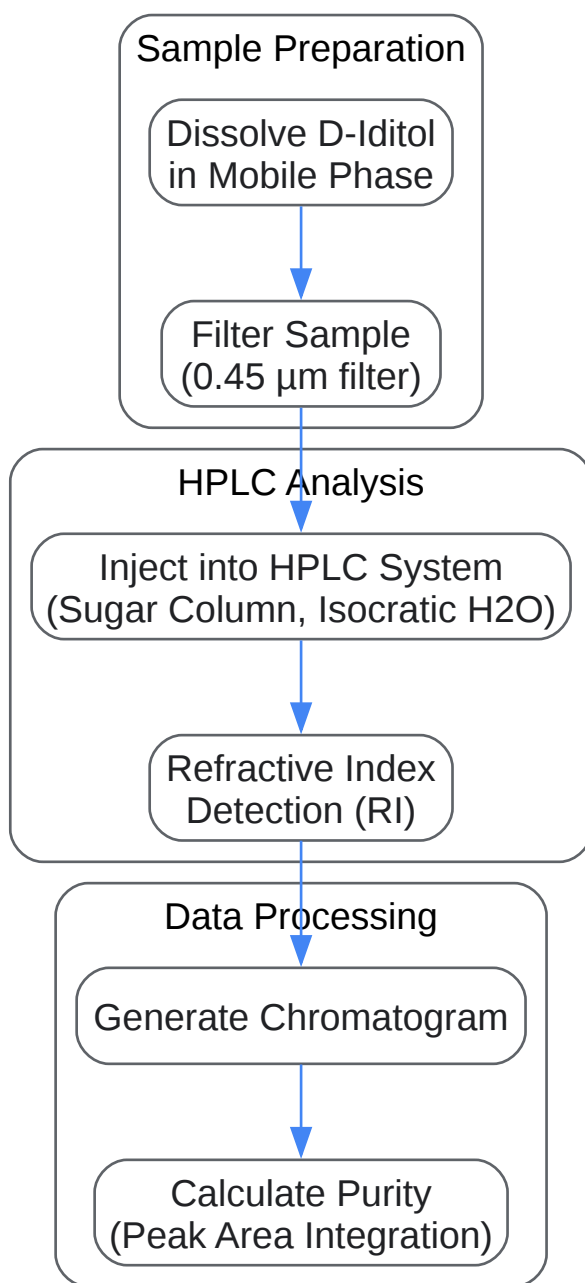 Sample Preparation
Dissolve D-Iditol
in Mobile Phase
Filter Sample
(0.45 µm filter)
HPLC Analysis
Inject into HPLC System
(Sugar Column, Isocratic H2O)
Refractive Index
Detection (RI)
Data Processing
Generate Chromatogram
Calculate Purity
(Peak Area Integration)